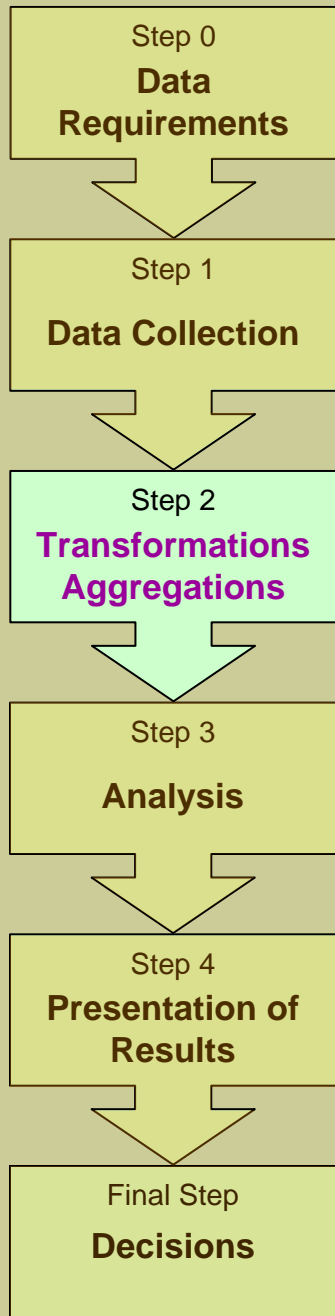 Step 0
Data
Requirements
Step 1
Data Collection
Step 2
Transformations
Aggregations
Step 3
Analysis
Step 4
Presentation of
Results
Final Step
Decisions